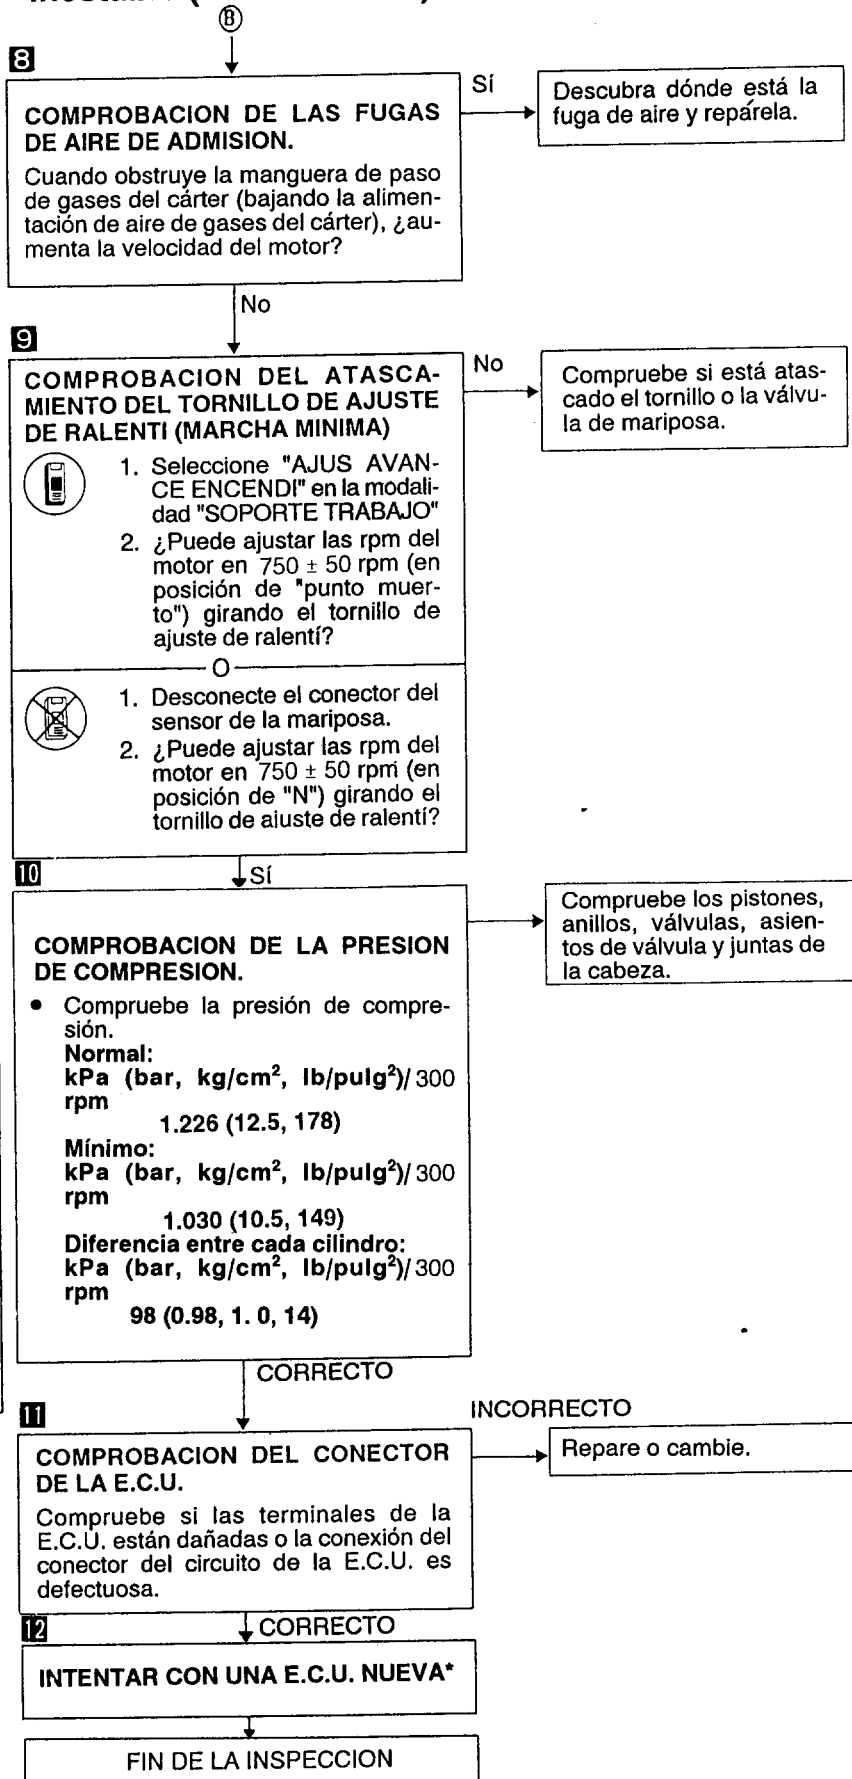 B
8
COMPROBACION DE LAS FUGAS
DE AIRE DE ADMISION.
Cuando obstruye la manguera de paso
de gases del cárter (bajando la alimen-
tación de aire de gases del cárter), ¿au-
menta la velocidad del motor?
Sí
Descubra dónde está la
fuga de aire y repárela.
No
9
COMPROBACION DEL ATASCA-
MIENTO DEL TORNILLO DE AJUSTE
DE RALENTI (MARCHA MINIMA)
1. Seleccione "AJUS AVAN-
CE ENCENDI" en la modali-
dad "SOPORTE TRABAJO"
2. ¿Puede ajustar las rpm del
motor en 750 ± 50 rpm (en
posición de "punto muer-
to") girando el tornillo de
ajuste de ralentí?
O
1. Desconecte el conector del
sensor de la mariposa.
2. ¿Puede ajustar las rpm del
motor en 750 ± 50 rpm (en
posición de "N") girando el
tornillo de aiuste de ralentí?
No
Compruebe si está atas-
cado el tornillo o la válvu-
la de mariposa.
Sí
10
COMPROBACION DE LA PRESION
DE COMPRESION.
• Compruebe la presión de compre-
sión.
Normal:
kPa (bar, kg/cm², lb/pulg²)/300
rpm
1.226 (12.5, 178)
Mínimo:
kPa (bar, kg/cm², lb/pulg²)/300
rpm
1.030 (10.5, 149)
Diferencia entre cada cilindro:
kPa (bar, kg/cm², lb/pulg²)/300
rpm
98 (0.98, 1. 0, 14)
Compruebe los pistones,
anillos, válvulas, asien-
tos de válvula y juntas de
la cabeza.
CORRECTO
11
COMPROBACION DEL CONECTOR
DE LA E.C.U.
Compruebe si las terminales de la
E.C.U. están dañadas o la conexión del
conector del circuito de la E.C.U. es
defectuosa.
INCORRECTO
Repare o cambie.
CORRECTO
12
INTENTAR CON UNA E.C.U. NUEVA*
FIN DE LA INSPECCION